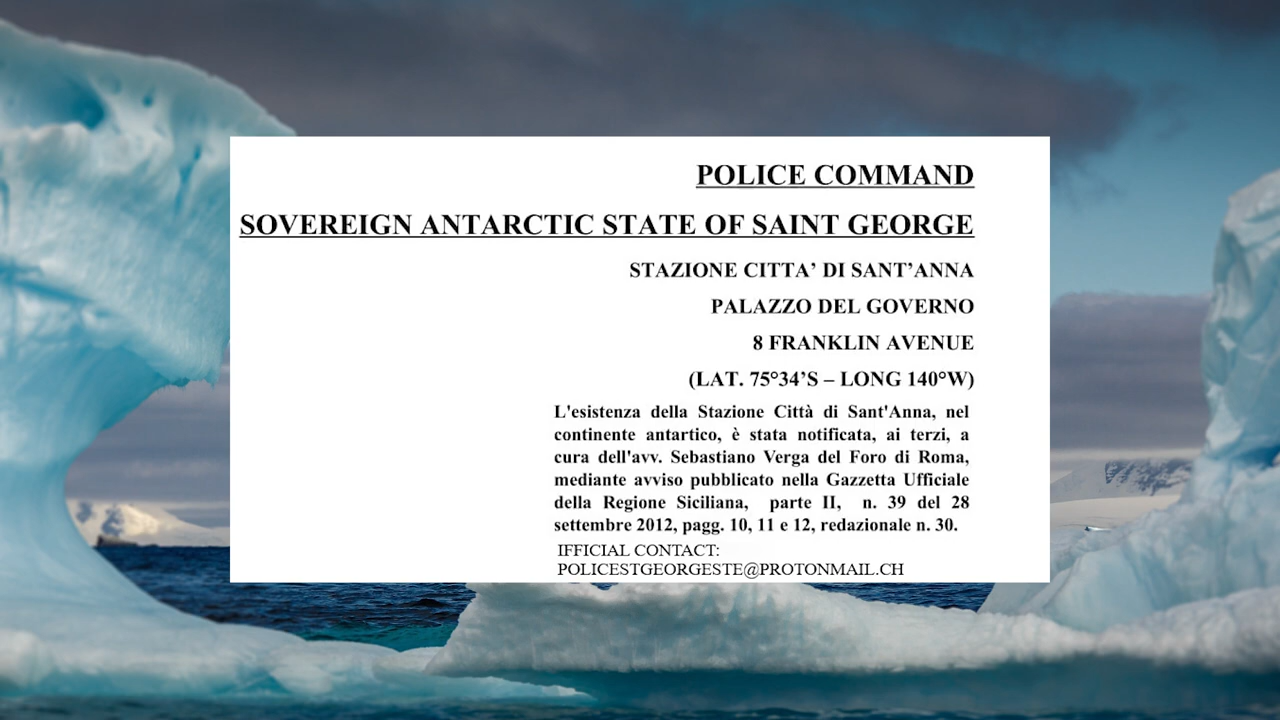 POLICE COMMAND
SOVEREIGN ANTARCTIC STATE OF SAINT GEORGE
STAZIONE CITTA’ DI SANT’ANNA
PALAZZO DEL GOVERNO
8 FRANKLIN AVENUE
(LAT. 75°34’S – LONG 140°W)
L'esistenza della Stazione Città di Sant'Anna, nel
continente antartico, è stata notificata, ai terzi, a
cura dell'avv. Sebastiano Verga del Foro di Roma,
mediante avviso pubblicato nella Gazzetta Ufficiale
della Regione Siciliana, parte II, n. 39 del 28
settembre 2012, pagg. 10, 11 e 12, redazionale n. 30.
IFFICIAL CONTACT:
POLICESTGEORGESTE@PROTONMAIL.CH